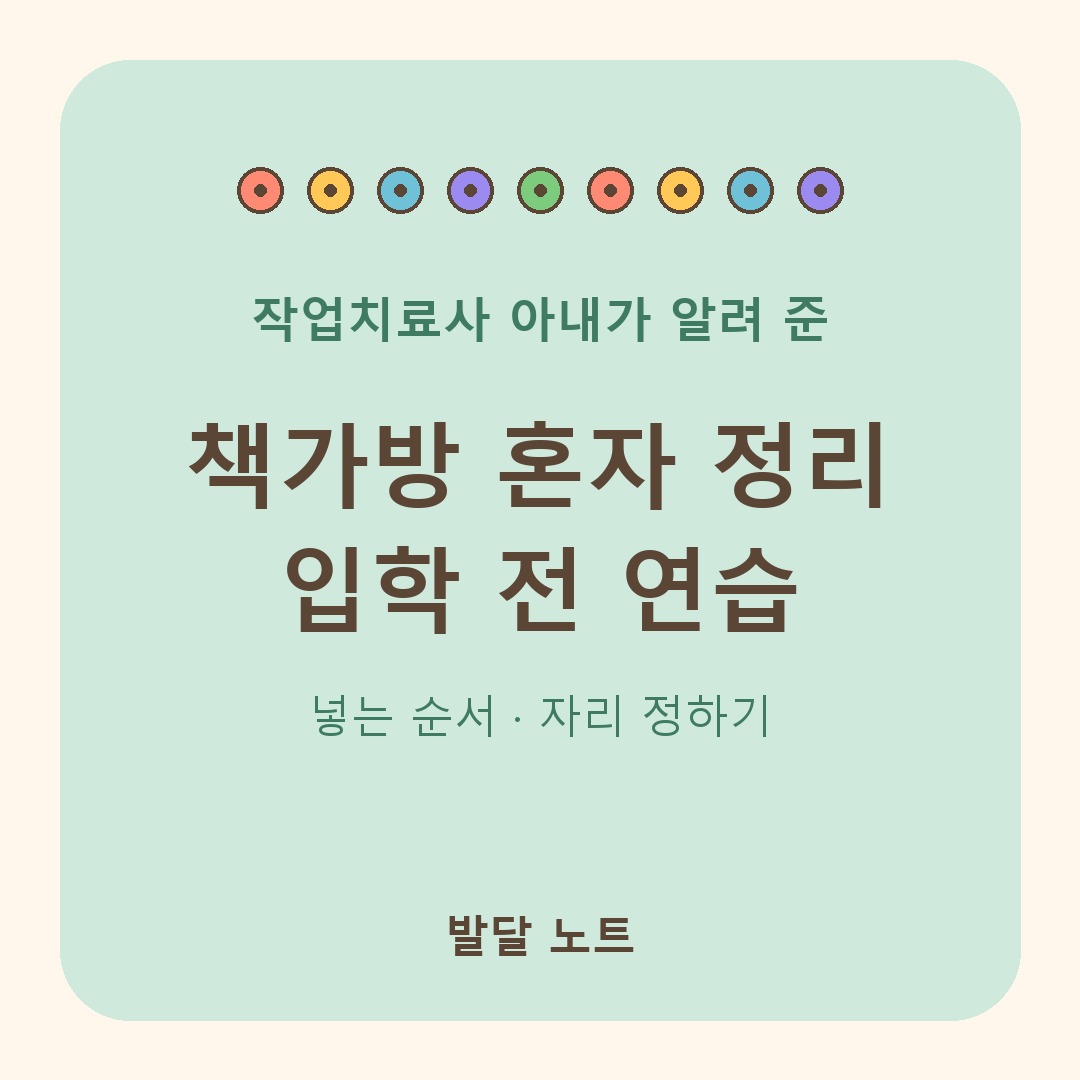 작업치료사 아내가 알려 준
책가방 혼자 정리
입학 전 연습
넣는 순서 · 자리 정하기
발달 노트